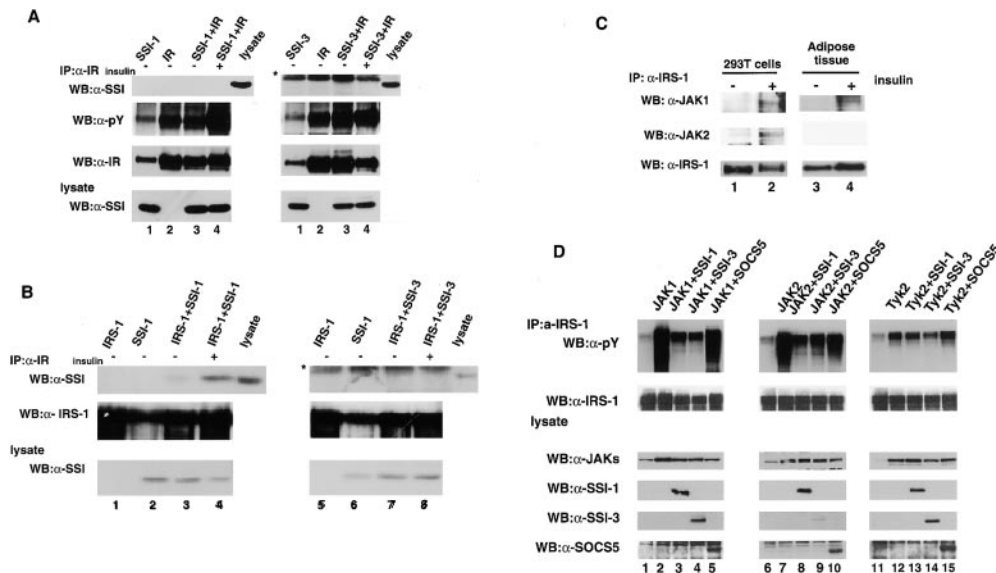 A
SSI-1 IR SSI-1+IR SSI-1+IR lysate
SSI-3 IR SSI-3+IR SSI-3+IR lysate
IP:α-IR insulin - - - +
- - - +
WB:α-SSI
*
WB:α-pY
WB:α-IR
lysate
WB:α-SSI
1 2 3 4
1 2 3 4
B
IRS-1 SSI-1 IRS-1+SSI-1 IRS-1+SSI-1 lysate
IRS-1 SSI-1 IRS-1+SSI-3 IRS-1+SSI-3 lysate
IP:α-IR insulin - - - +
- - - +
WB:α-SSI
*
WB:α- IRS-1
lysate
WB:α-SSI
1 2 3 4
5 6 7 8
C
293T cells
Adipose
tissue
IP: α-IRS-1 - + - + insulin
WB: α-JAK1
WB: α-JAK2
WB: α-IRS-1
1 2 3 4
D
JAK1 JAK1+SSI-1 JAK1+SSI-3 JAK1+SOCS5
JAK2 JAK2+SSI-1 JAK2+SSI-3 JAK2+SOCS5
Tyk2 Tyk2+SSI-1 Tyk2+SSI-3 Tyk2+SOCS5
IP:a-IRS-1
WB:α-pY
WB:α-IRS-1
lysate
WB:α-JAKs
WB:α-SSI-1
WB:α-SSI-3
WB:α-SOCS5
1 2 3 4 5
6 7 8 9 10
11 12 13 14 15